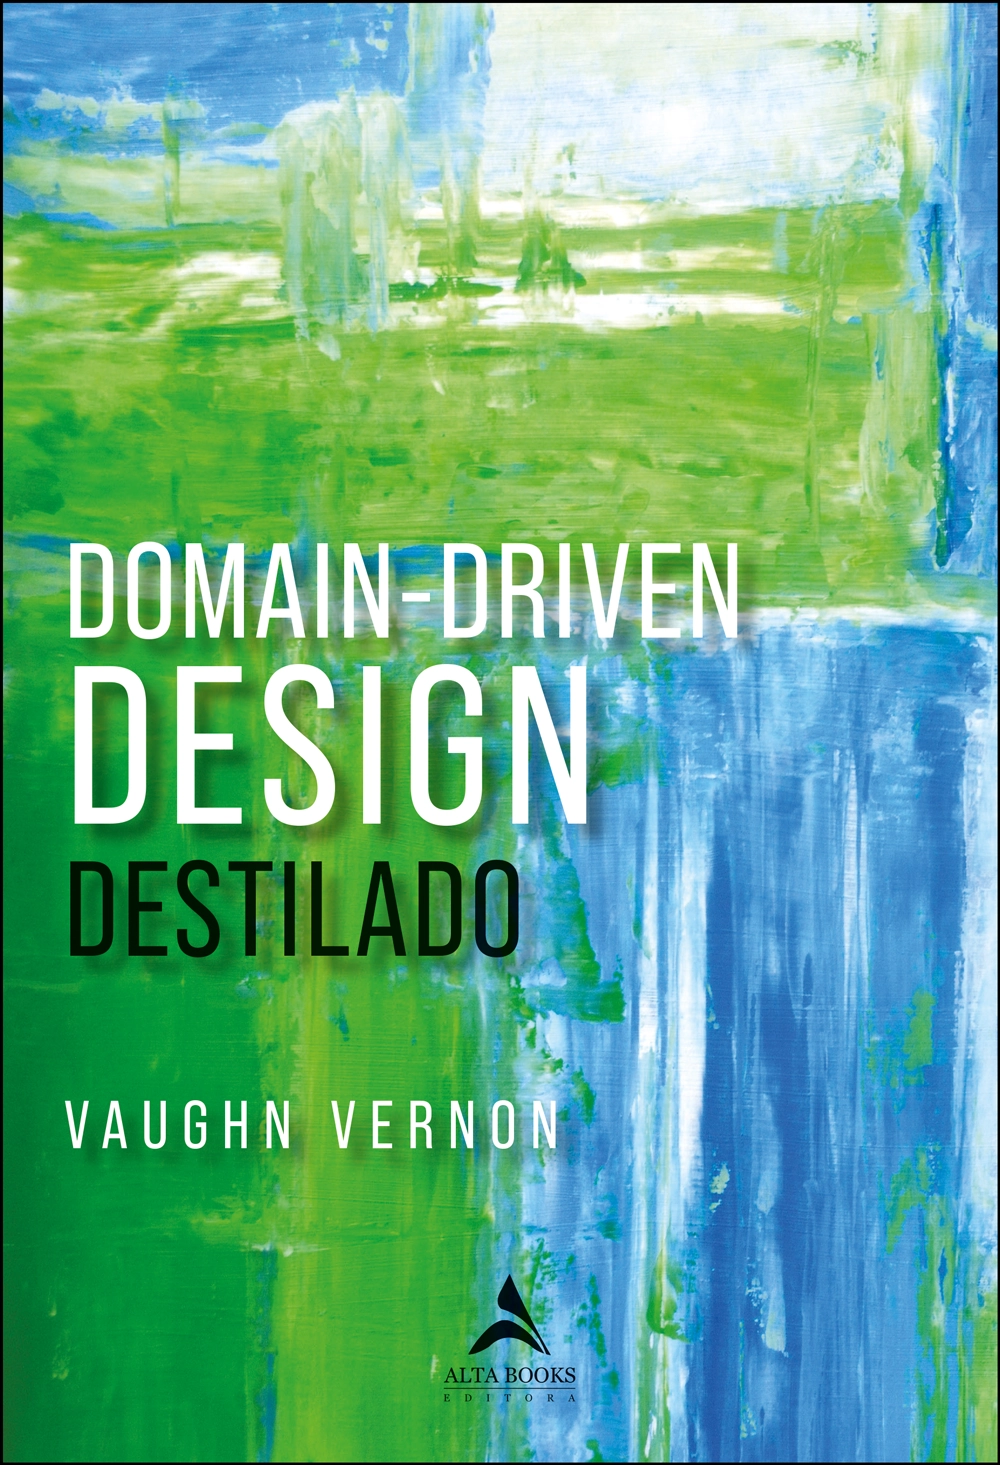 DOMAIN-DRIVEN
DESIGN
DESTILADO
VAUGHN VERNON
ALTA BOOKS
EDITORA